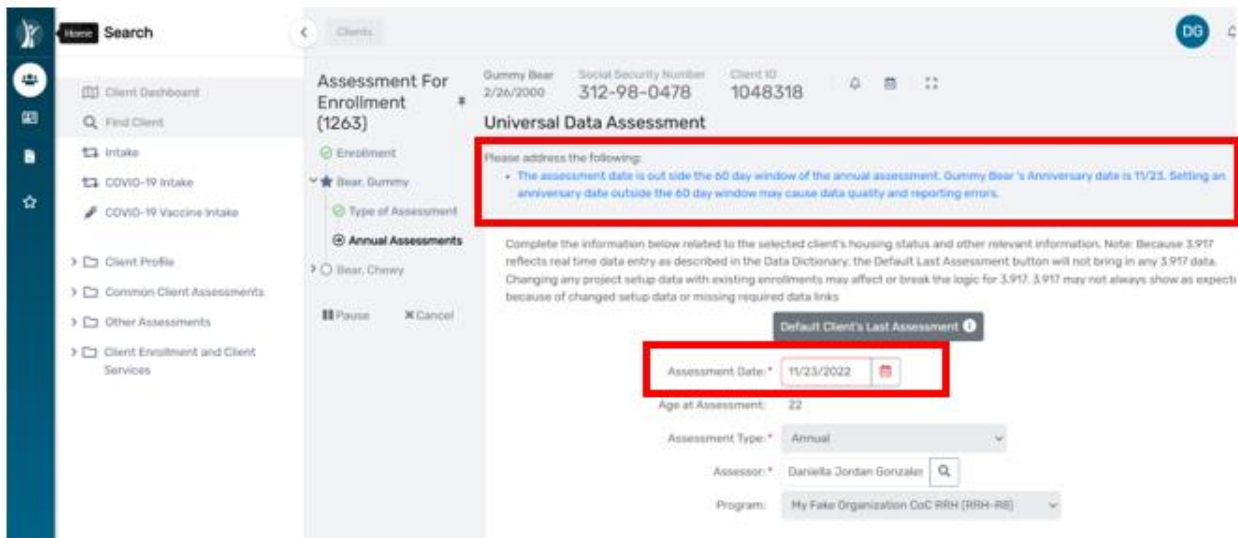 Home
Search
Clients
DG
Client Dashboard
Find Client
Intake
COVID-19 Intake
COVID-19 Vaccine Intake
Client Profile
Common Client Assessments
Other Assessments
Client Enrollment and Client
Services
Assessment For
Enrollment
(1263)
Enrollment
Bear, Gummy
Type of Assessment
Annual Assessments
Bear, Chewy
Pause Cancel
Gummy Bear Social Security Number Client ID
2/26/2000 312-98-0478 1048318
Universal Data Assessment
Please address the following:
• The assessment date is out side the 60 day window of the annual assessment. Gummy Bear 's Anniversary date is 11/23. Setting an
anniversary date outside the 60 day window may cause data quality and reporting errors.
Complete the information below related to the selected client's housing status and other relevant information. Note: Because 3.917
reflects real time data entry as described in the Data Dictionary, the Default Last Assessment button will not bring in any 3.917 data.
Changing any project setup data with existing enrollments may affect or break the logic for 3.917. 3.917 may not always show as expect
because of changed setup data or missing required data links
Default Client's Last Assessment
Assessment Date:* 11/23/2022
Age at Assessment: 22
Assessment Type:* Annual
Assessor:* Daniella Jordan Gonzalez
Program: My Fake Organization CoC RRH (RRH-RB)